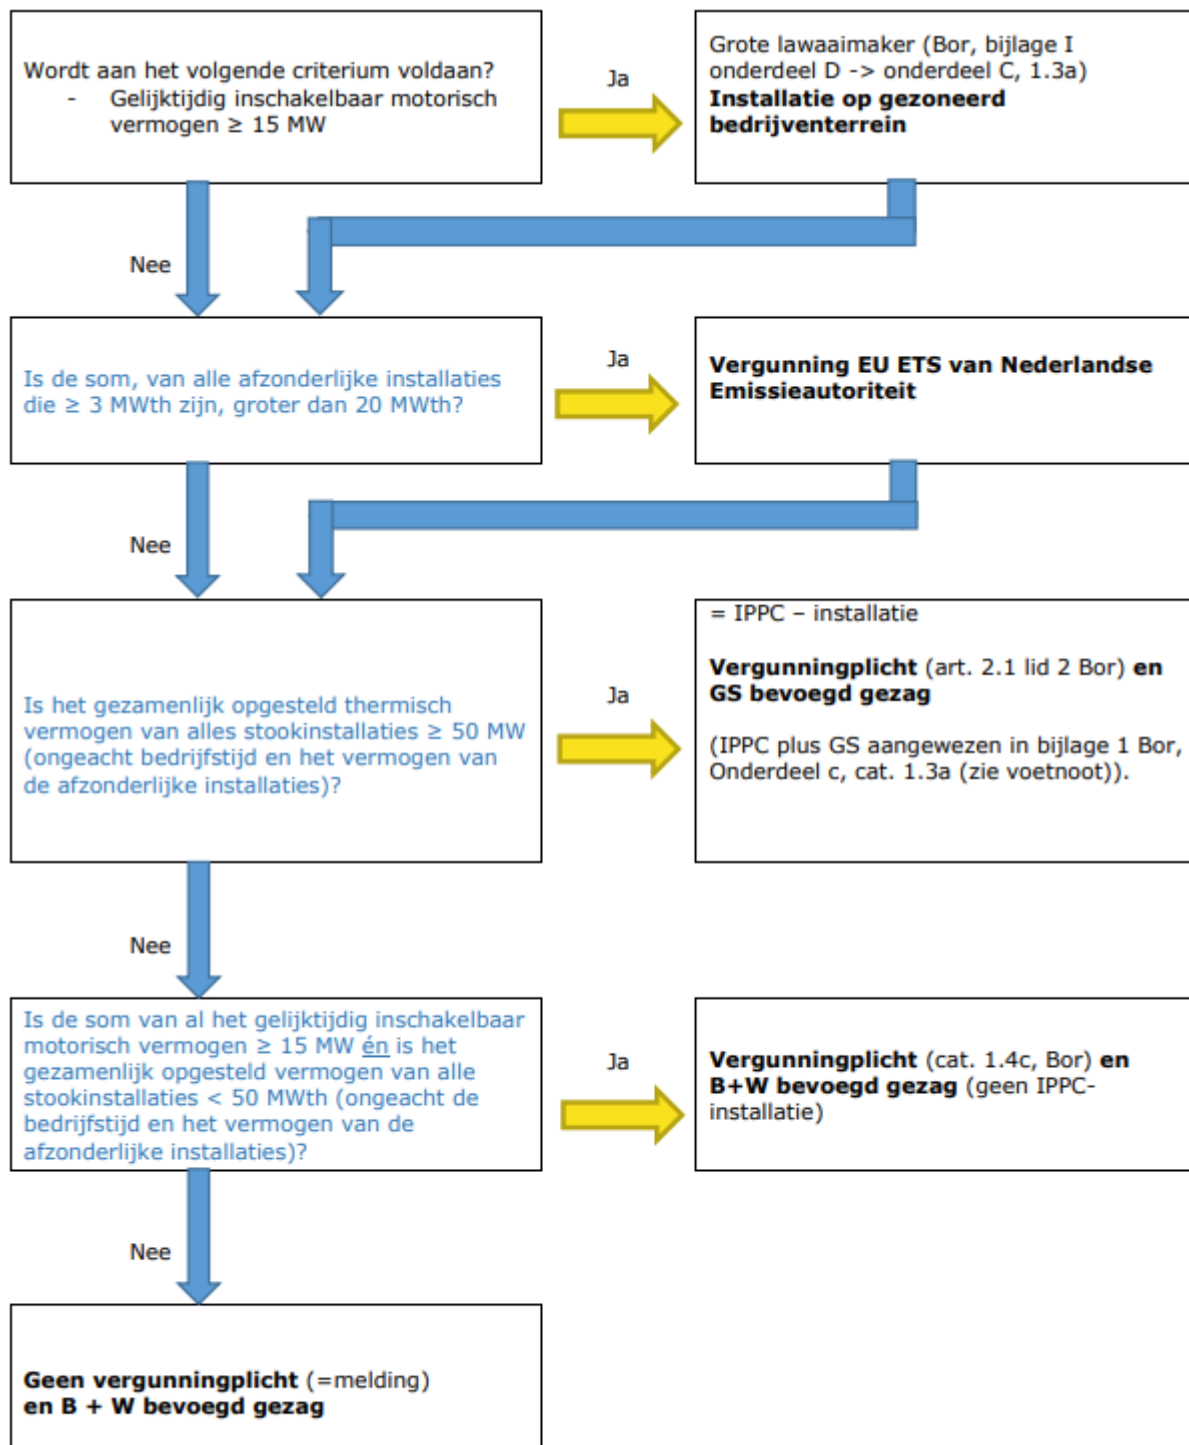 Wordt aan het volgende criterium voldaan?
- Gelijktijdig inschakelbaar motorisch
vermogen ≥ 15 MW
Ja
Grote lawaaimaker (Bor, bijlage I
onderdeel D -> onderdeel C, 1.3a)
Installatie op gezoneerd
bedrijventerrein
Nee
Is de som, van alle afzonderlijke installaties
die ≥ 3 MWth zijn, groter dan 20 MWth?
Ja
Vergunning EU ETS van Nederlandse
Emissieautoriteit
Nee
Is het gezamenlijk opgesteld thermisch
vermogen van alles stookinstallaties ≥ 50 MW
(ongeacht bedrijfstijd en het vermogen van
de afzonderlijke installaties)?
Ja
= IPPC – installatie
Vergunningplicht (art. 2.1 lid 2 Bor) en
GS bevoegd gezag
(IPPC plus GS aangewezen in bijlage 1 Bor,
Onderdeel c, cat. 1.3a (zie voetnoot)).
Nee
Is de som van al het gelijktijdig inschakelbaar
motorisch vermogen ≥ 15 MW én is het
gezamenlijk opgesteld vermogen van alle
stookinstallaties < 50 MWth (ongeacht de
bedrijfstijd en het vermogen van de
afzonderlijke installaties)?
Ja
Vergunningplicht (cat. 1.4c, Bor) en
B+W bevoegd gezag (geen IPPC-
installatie)
Nee
Geen vergunningplicht (=melding)
en B + W bevoegd gezag